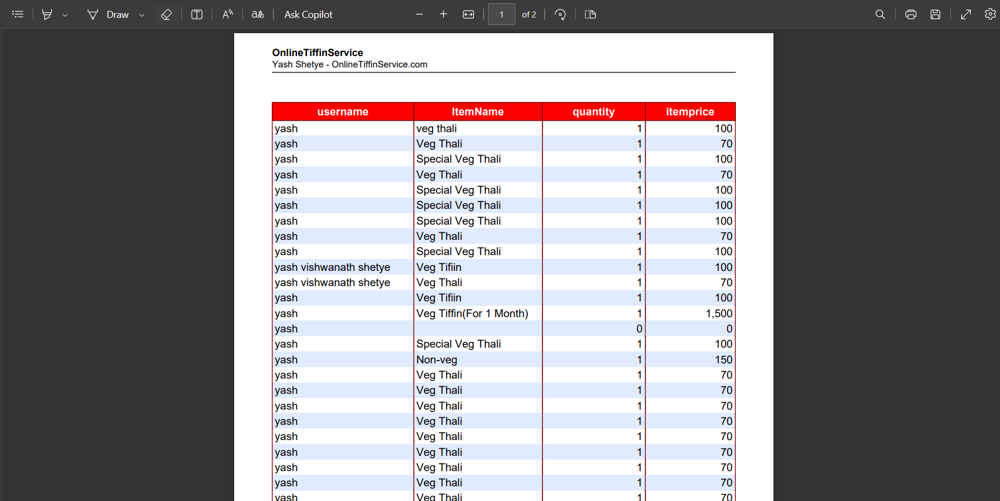 Draw A aあ Ask Copilot 1 of 2
OnlineTiffinService
Yash Shetye - OnlineTiffinService.com
username ItemName quantity itemprice
yash veg thali 1 100
yash Veg Thali 1 70
yash Special Veg Thali 1 100
yash Veg Thali 1 70
yash Special Veg Thali 1 100
yash Special Veg Thali 1 100
yash Special Veg Thali 1 100
yash Veg Thali 1 70
yash Special Veg Thali 1 100
yash vishwanath shetye Veg Tifiin 1 100
yash vishwanath shetye Veg Thali 1 70
yash Veg Tifiin 1 100
yash Veg Tiffin(For 1 Month) 1 1,500
yash 0 0
yash Special Veg Thali 1 100
yash Non-veg 1 150
yash Veg Thali 1 70
yash Veg Thali 1 70
yash Veg Thali 1 70
yash Veg Thali 1 70
yash Veg Thali 1 70
yash Veg Thali 1 70
yash Veg Thali 1 70
yash Veg Thali 1 70
yash Veg Thali 1 70